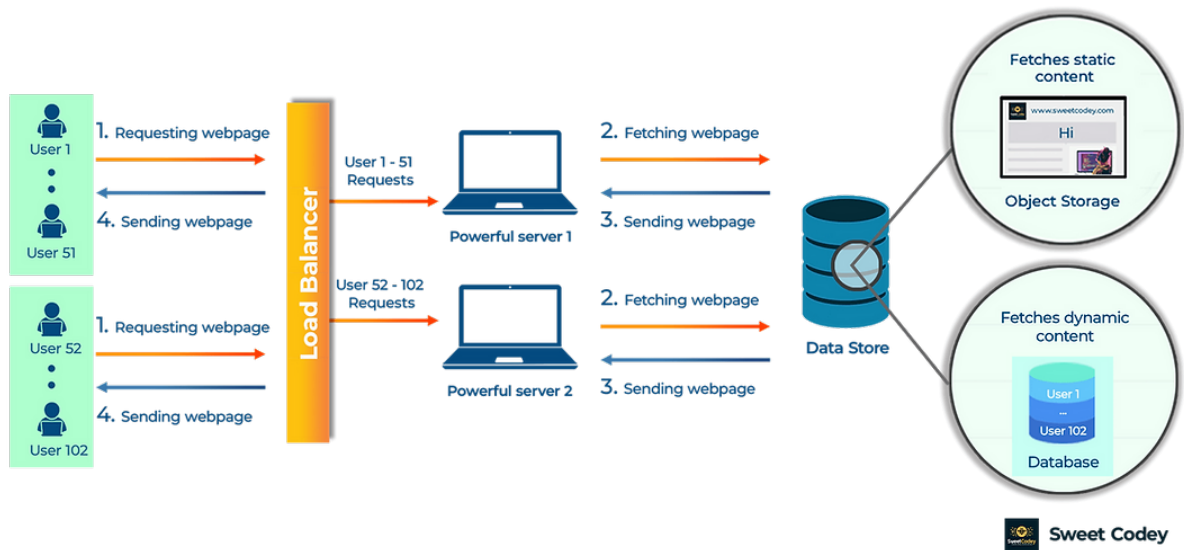 User 1
User 51
1. Requesting webpage
4. Sending webpage
User 52
User 102
1. Requesting webpage
4. Sending webpage
Load Balancer
User 1 - 51
Requests
User 52 - 102
Requests
Powerful server 1
Powerful server 2
2. Fetching webpage
3. Sending webpage
2. Fetching webpage
3. Sending webpage
Data Store
Fetches static
content
www.sweetcodey.com
Hi
Object Storage
Fetches dynamic
content
User 1
...
User 102
Database
SweetCodey
Sweet Codey